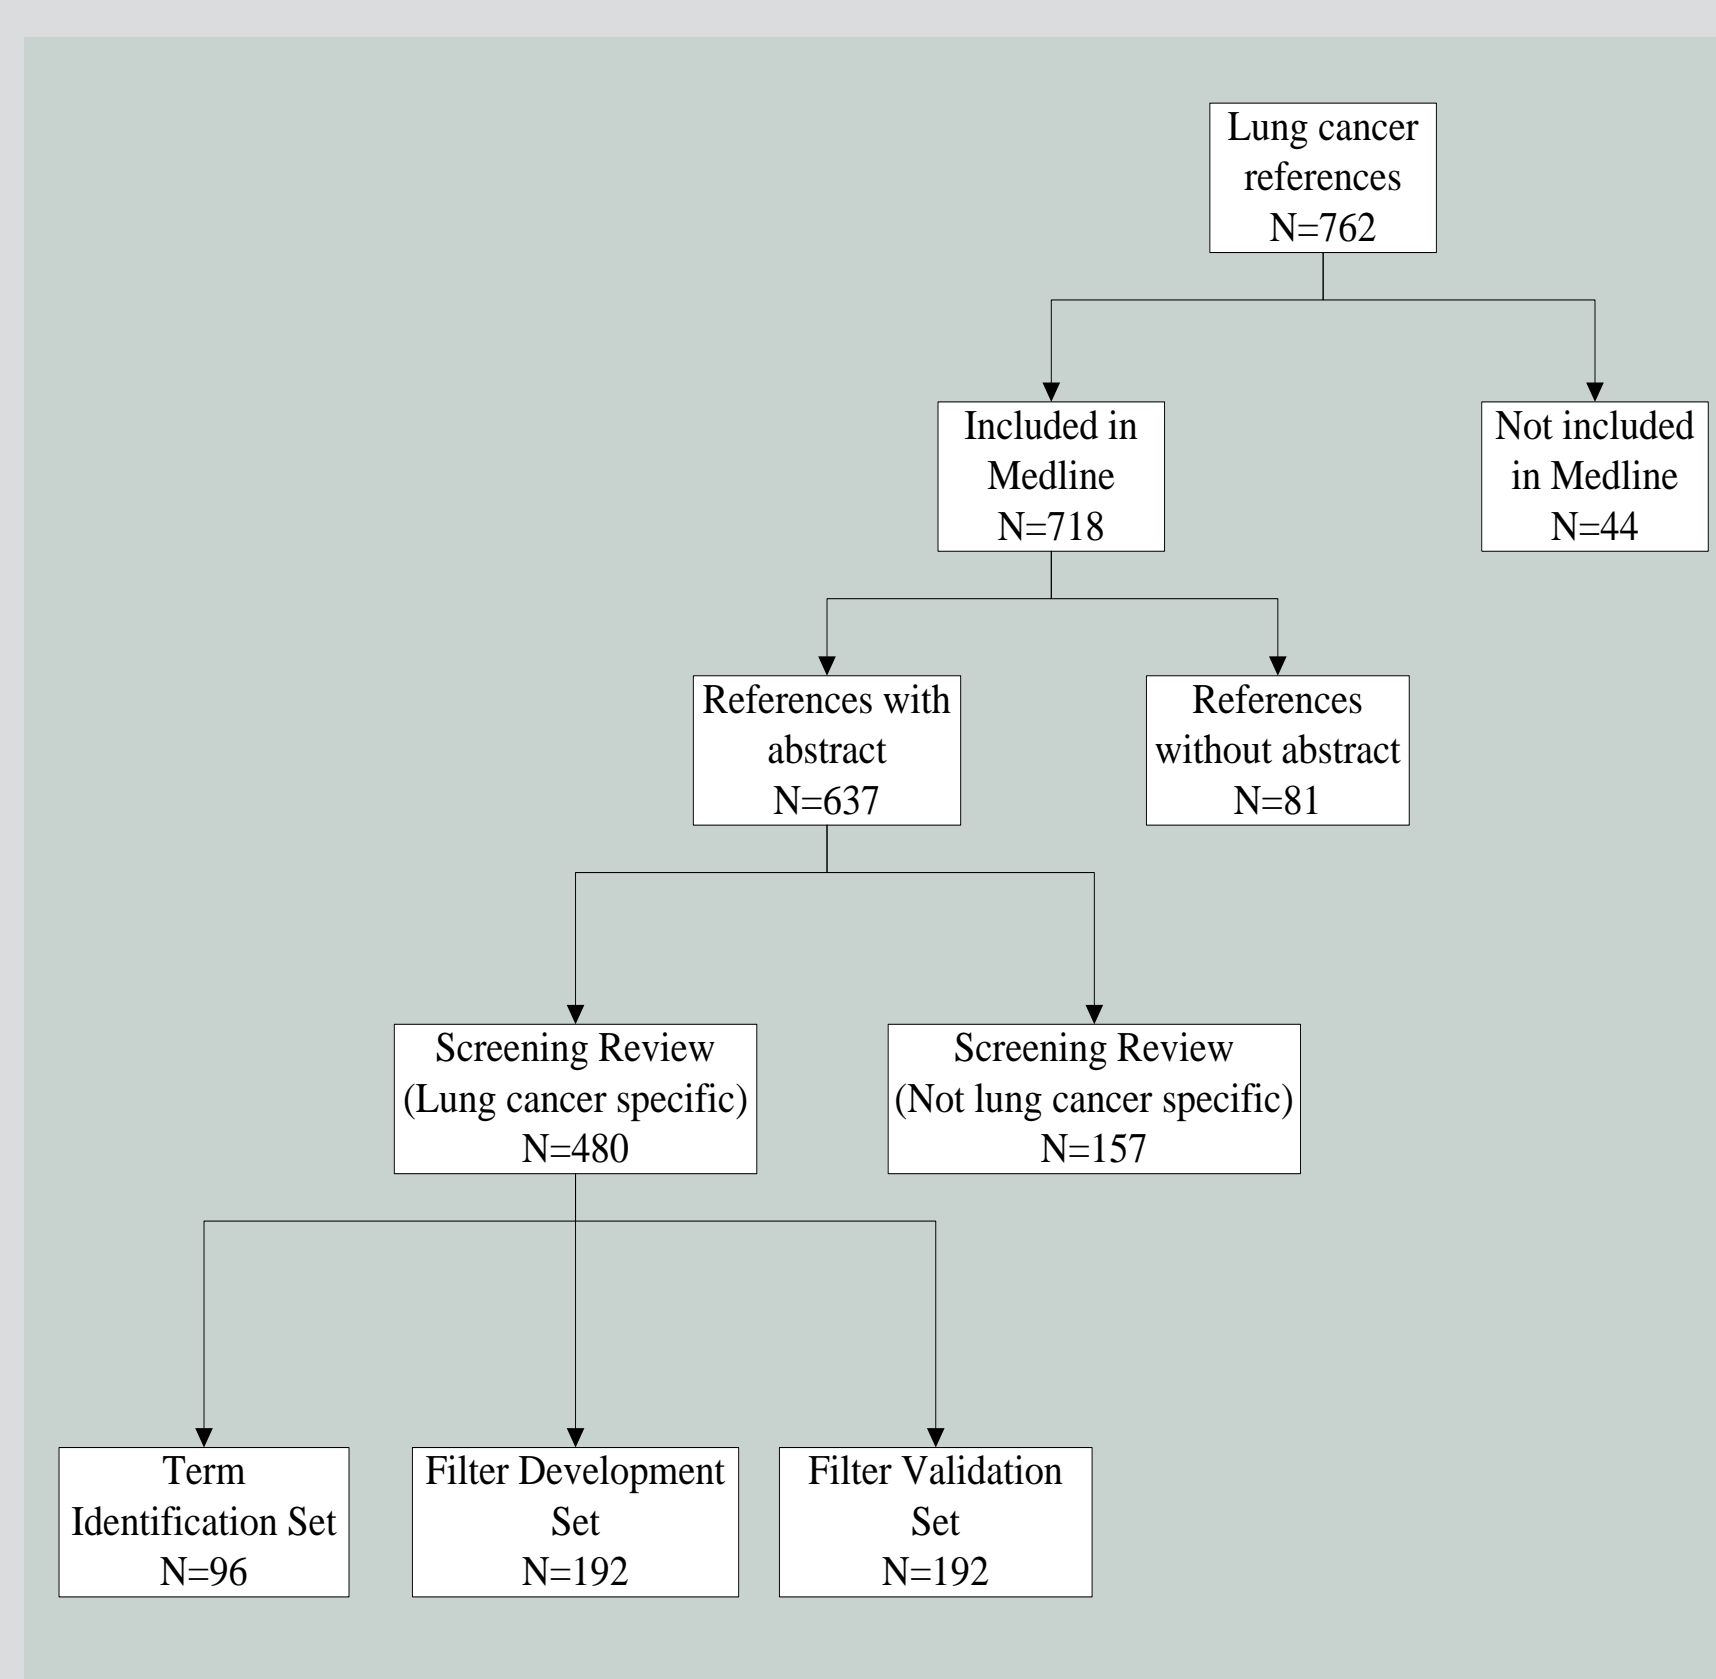 Lung cancer
references
N=762
Included in
Medline
N=718
Not included
in Medline
N=44
References with
abstract
N=637
References
without abstract
N=81
Screening Review
(Lung cancer specific)
N=480
Screening Review
(Not lung cancer specific)
N=157
Term
Identification Set
N=96
Filter Development
Set
N=192
Filter Validation
Set
N=192